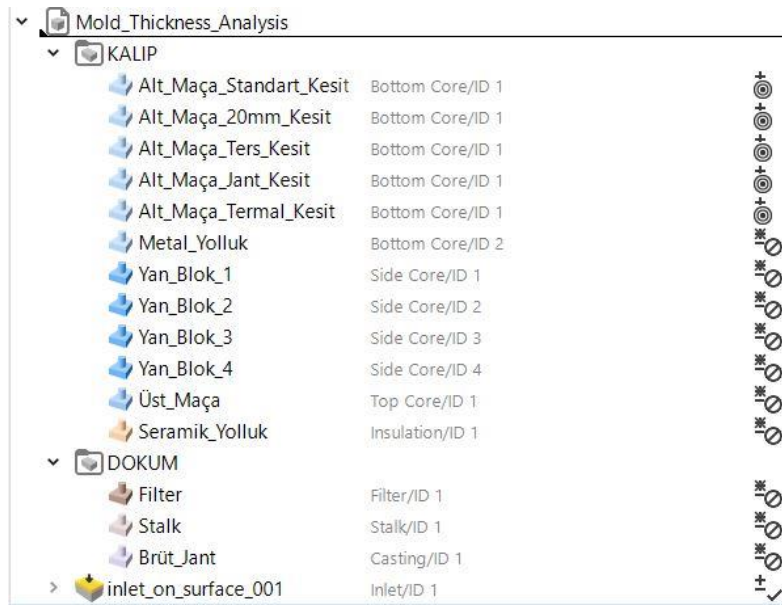 Mold_Thickness_Analysis
KALIP
Alt_Maça_Standart_Kesit Bottom Core/ID 1
Alt_Maça_20mm_Kesit Bottom Core/ID 1
Alt_Maça_Ters_Kesit Bottom Core/ID 1
Alt_Maça_Jant_Kesit Bottom Core/ID 1
Alt_Maça_Termal_Kesit Bottom Core/ID 1
Metal_Yolluk Bottom Core/ID 2
Yan_Blok_1 Side Core/ID 1
Yan_Blok_2 Side Core/ID 2
Yan_Blok_3 Side Core/ID 3
Yan_Blok_4 Side Core/ID 4
Üst_Maça Top Core/ID 1
Seramik_Yolluk Insulation/ID 1
DOKUM
Filter Filter/ID 1
Stalk Stalk/ID 1
Brüt_Jant Casting/ID 1
inlet_on_surface_001 Inlet/ID 1